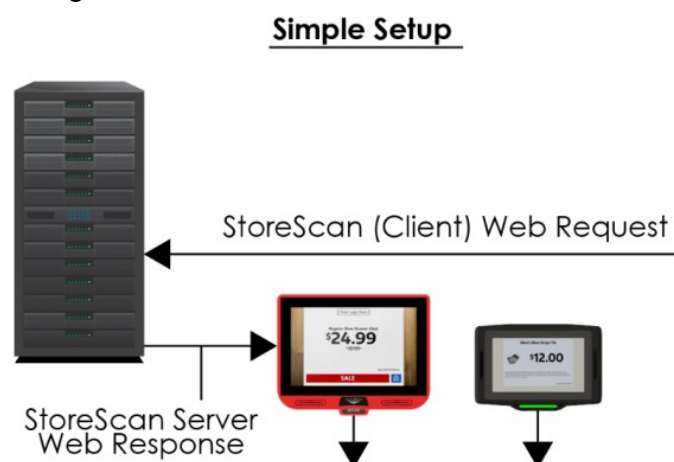 Simple Setup
StoreScan (Client) Web Request
$24.99
SALE
$12.00
StoreScan Server
Web Response